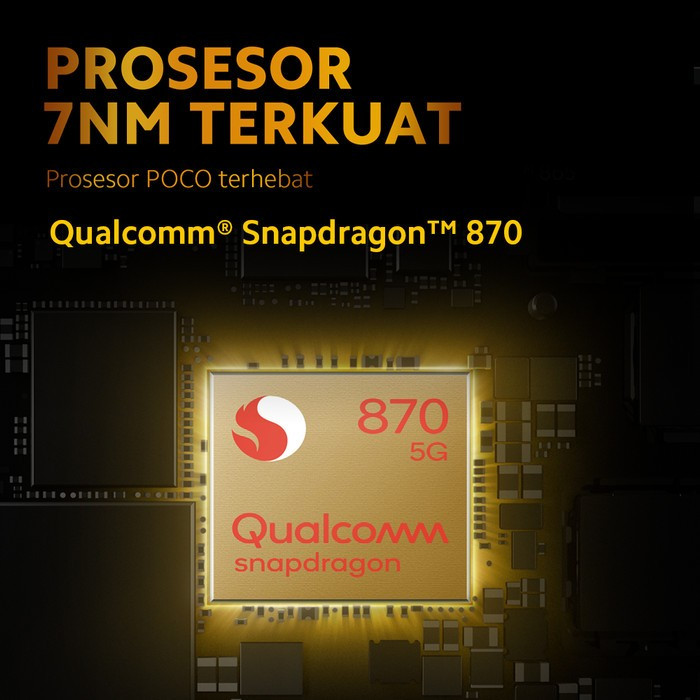 PROSESOR
7NM TERKUAT
Prosesor POCO terhebat
Qualcomm® Snapdragon™ 870
870
5G
Qualcomm
snapdragon